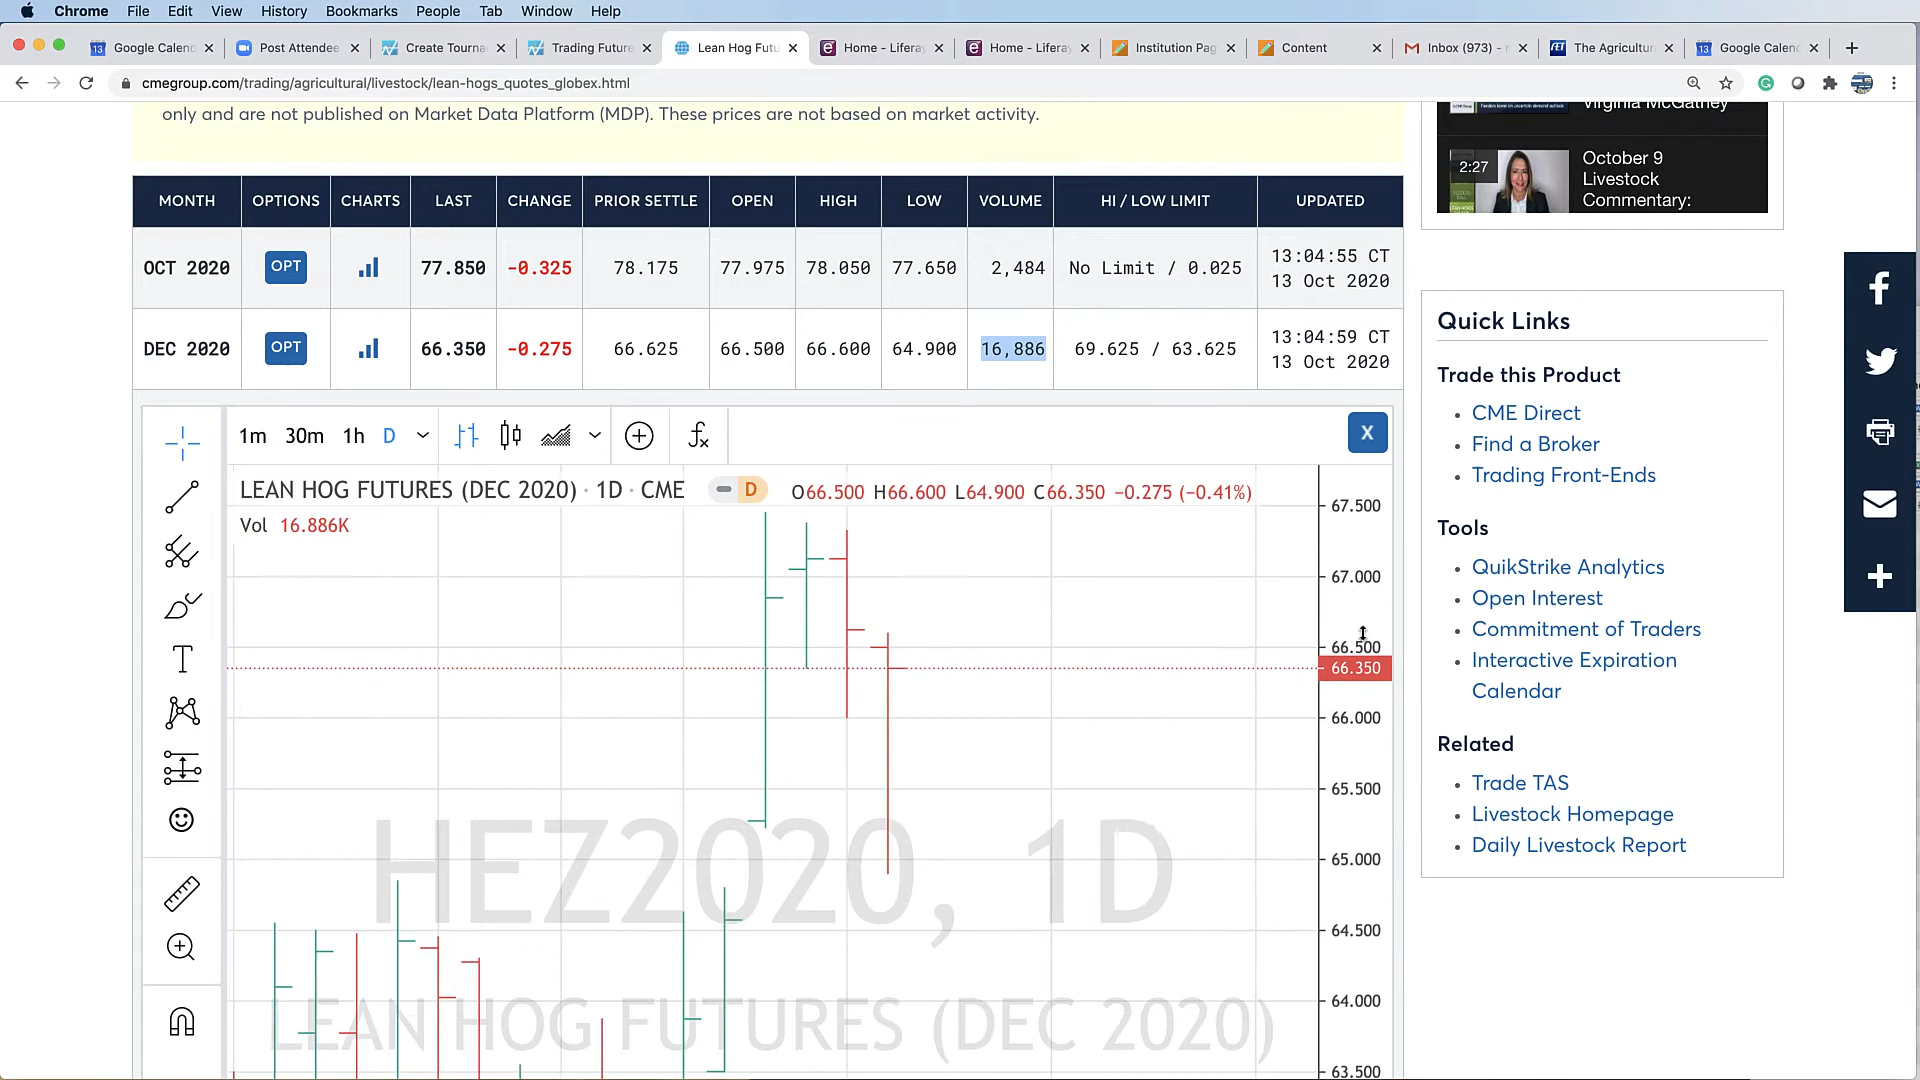 Chrome File Edit View History Bookmarks People Tab Window Help
Google Calen Post Attendee Create Tourna Trading Future Lean Hog Futu Home - Liferay Home - Liferay Institution Pag Content Inbox (973) - The Agricultur Google Calen
cmegroup.com/trading/agricultural/livestock/lean-hogs_quotes_globex.html
only and are not published on Market Data Platform (MDP). These prices are not based on market activity.
MONTH OPTIONS CHARTS LAST CHANGE PRIOR SETTLE OPEN HIGH LOW VOLUME HI / LOW LIMIT UPDATED
OCT 2020 OPT 77.850 -0.325 78.175 77.975 78.050 77.650 2,484 No Limit / 0.025 13:04:55 CT
13 Oct 2020
DEC 2020 OPT 66.350 -0.275 66.625 66.500 66.600 64.900 16,886 69.625 / 63.625 13:04:59 CT
13 Oct 2020
1m 30m 1h D X
LEAN HOG FUTURES (DEC 2020) · 1D · CME D O66.500 H66.600 L64.900 C66.350 −0.275 (−0.41%)
Vol 16.886K
67.500
67.000
66.500
66.350
66.000
65.500
65.000
64.500
64.000
63.500
HEZ2020, 1D
LEAN HOG FUTURES (DEC 2020)
T
Virginia McGathey
2:27
October 9
Livestock
Commentary:
Quick Links
Trade this Product
CME Direct
Find a Broker
Trading Front-Ends
Tools
QuikStrike Analytics
Open Interest
Commitment of Traders
Interactive Expiration
Calendar
Related
Trade TAS
Livestock Homepage
Daily Livestock Report